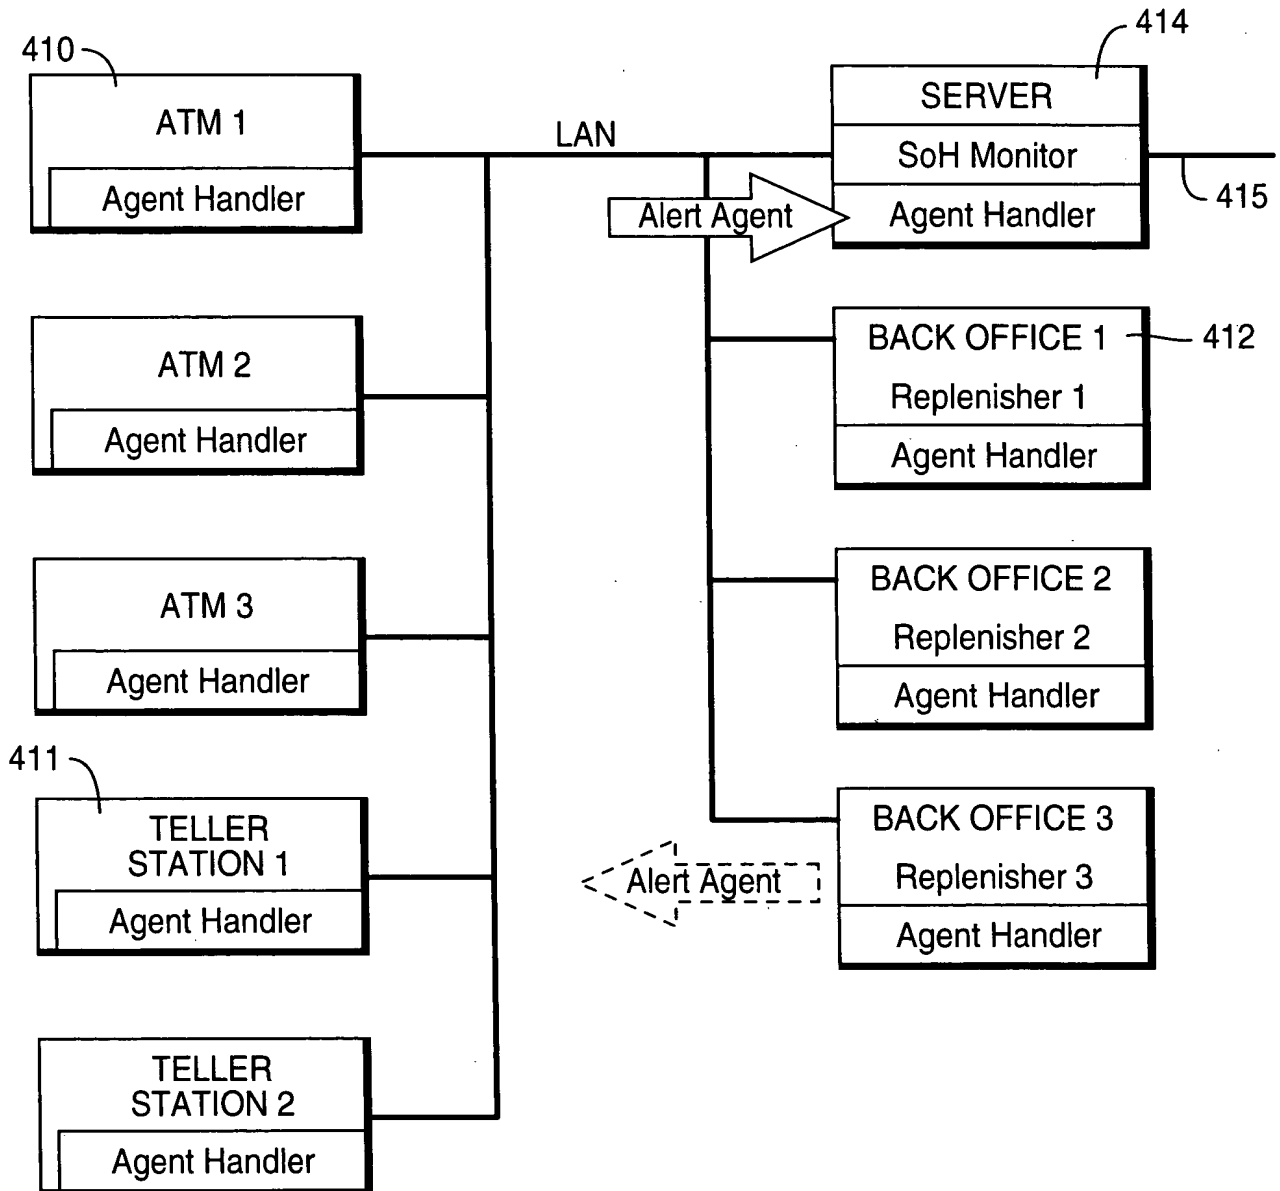 410
ATM 1
Agent Handler
ATM 2
Agent Handler
ATM 3
Agent Handler
411
TELLER
STATION 1
Agent Handler
TELLER
STATION 2
Agent Handler
LAN
Alert Agent
414
SERVER
SoH Monitor
Agent Handler
415
BACK OFFICE 1
412
Replenisher 1
Agent Handler
BACK OFFICE 2
Replenisher 2
Agent Handler
BACK OFFICE 3
Replenisher 3
Agent Handler
Alert Agent